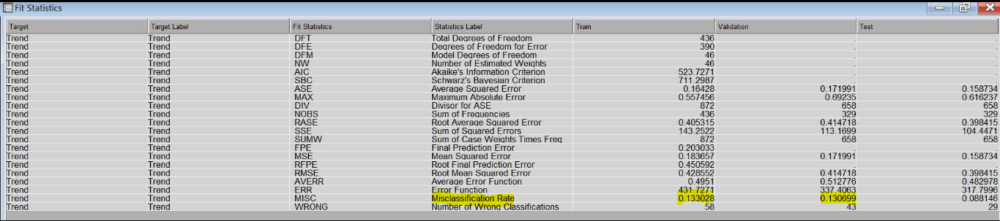 Fit Statistics
Target Target Label Fit Statistics Statistics Label Train Validation Test
Trend Trend DFT Total Degrees of Freedom 436 . .
Trend Trend DFE Degrees of Freedom for Error 390 . .
Trend Trend DFM Model Degrees of Freedom 46 . .
Trend Trend NW Number of Estimated Weights 46 . .
Trend Trend AIC Akaike's Information Criterion 523.7271 . .
Trend Trend SBC Schwarz's Bayesian Criterion 711.2987 . .
Trend Trend ASE Average Squared Error 0.16428 0.171991 0.158734
Trend Trend MAX Maximum Absolute Error 0.557456 0.69235 0.616237
Trend Trend DIV Divisor for ASE 872 658 658
Trend Trend NOBS Sum of Frequencies 436 329 329
Trend Trend RASE Root Average Squared Error 0.405315 0.414718 0.398415
Trend Trend SSE Sum of Squared Errors 143.2522 113.1699 104.4471
Trend Trend SUMW Sum of Case Weights Times Freq 872 658 658
Trend Trend FPE Final Prediction Error 0.203033 . .
Trend Trend MSE Mean Squared Error 0.183657 0.171991 0.158734
Trend Trend RFPE Root Final Prediction Error 0.450592 . .
Trend Trend RMSE Root Mean Squared Error 0.428552 0.414718 0.398415
Trend Trend AVERR Average Error Function 0.4951 0.512776 0.482978
Trend Trend ERR Error Function 431.7271 337.4063 317.7996
Trend Trend MISC Misclassification Rate 0.133028 0.130699 0.088146
Trend Trend WRONG Number of Wrong Classifications 58 43 29